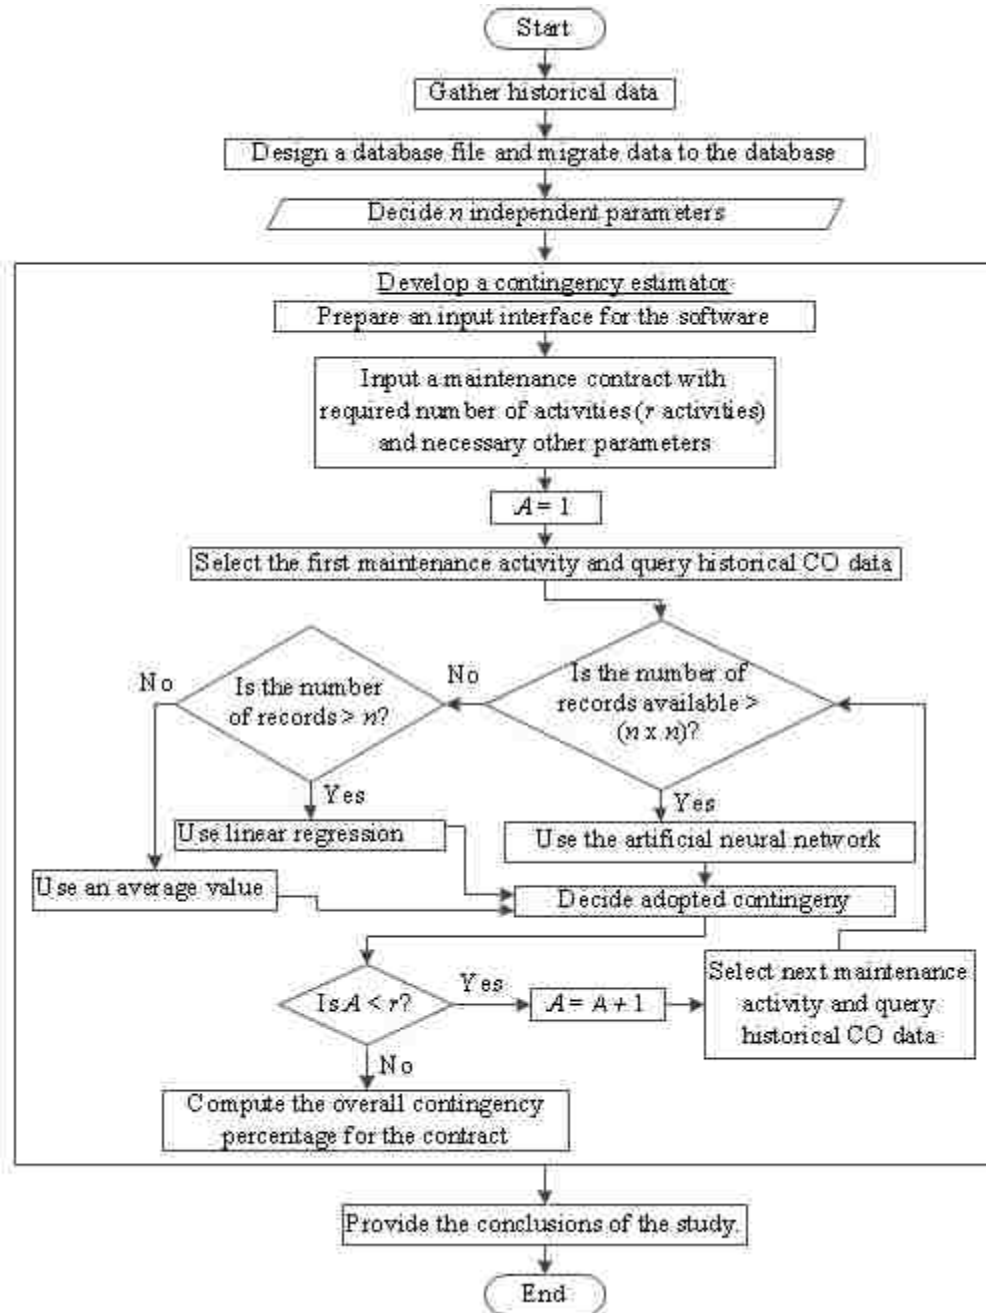 Start
Gather historical data
Design a database file and migrate data to the database
Decide n independent parameters
Develop a contingency estimator
Prepare an input interface for the software
Input a maintenance contract with
required number of activities (r activities)
and necessary other parameters
A = 1
Select the first maintenance activity and query historical CO data
Is the number of
records available >
(n x n)?
No
Is the number
of records > n?
No
Yes
Yes
Use linear regression
Use the artificial neural network
Use an average value
Decide adopted contingeny
Is A < r?
Yes
A = A + 1
Select next maintenance
activity and query
historical CO data
No
Compute the overall contingency
percentage for the contract
Provide the conclusions of the study.
End